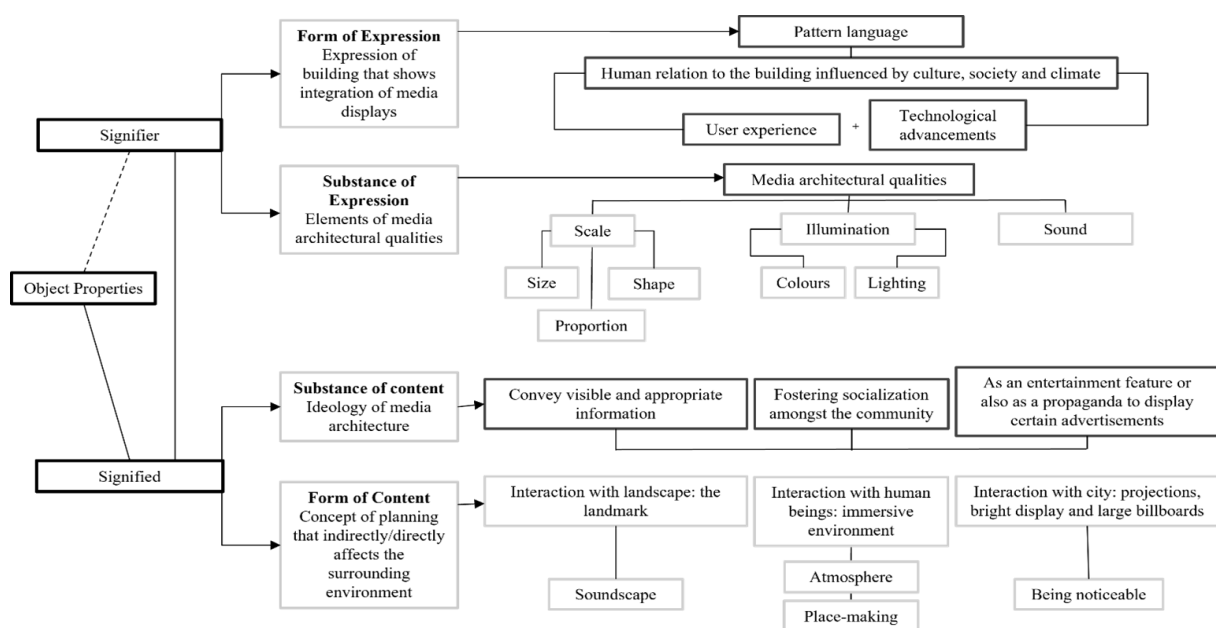 Form of Expression
Expression of
building that shows
integration of media
displays
Pattern language
Human relation to the building influenced by culture, society and climate
User experience
+
Technological
advancements
Signifier
Substance of
Expression
Elements of media
architectural qualities
Media architectural qualities
Scale
Illumination
Sound
Size
Shape
Colours
Lighting
Proportion
Object Properties
Substance of content
Ideology of media
architecture
Convey visible and appropriate
information
Fostering socialization
amongst the community
As an entertainment feature or
also as a propaganda to display
certain advertisements
Signified
Form of Content
Concept of planning
that indirectly/directly
affects the
surrounding
environment
Interaction with landscape: the
landmark
Interaction with human
beings: immersive
environment
Interaction with city: projections,
bright display and large billboards
Soundscape
Atmosphere
Place-making
Being noticeable